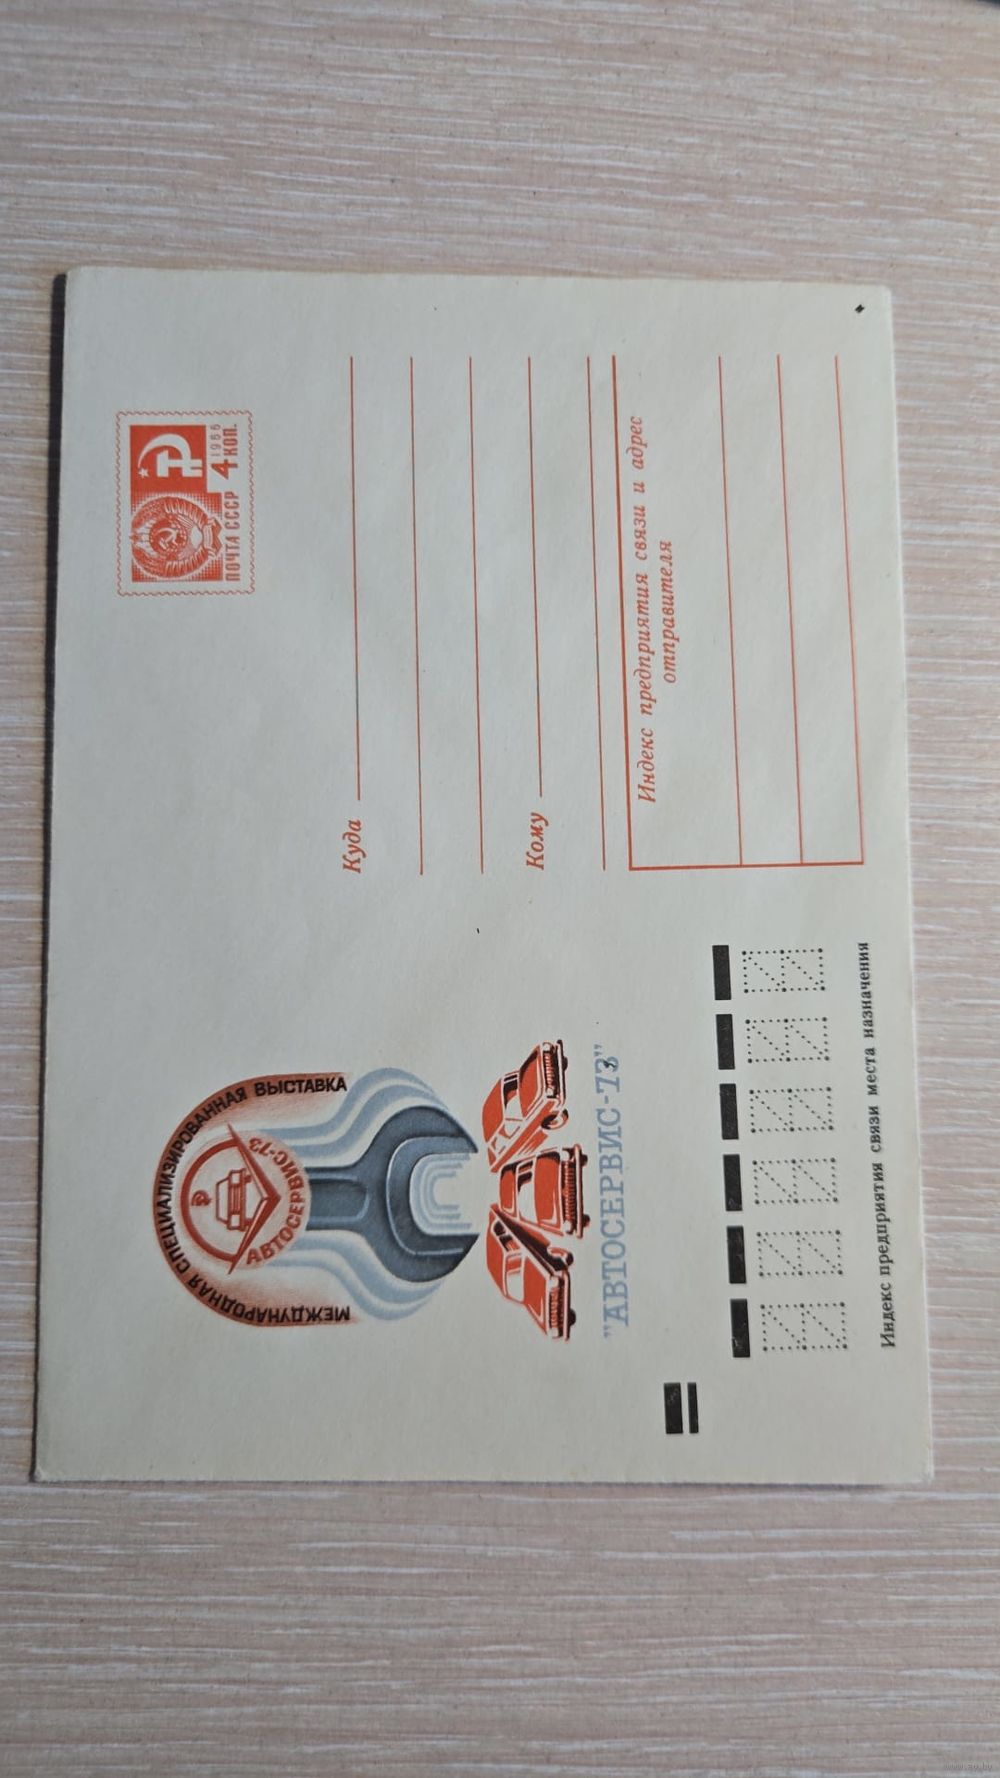 МЕЖДУНАРОДНАЯ СПЕЦИАЛИЗИРОВАННАЯ ВЫСТАВКА
АВТОСЕРВИС-73
"АВТОСЕРВИС-73"
1966
ПОЧТА СССР 4 КОП.
Куда
Кому
Индекс предприятия связи и адрес
отправителя
Индекс предприятия связи места назначения